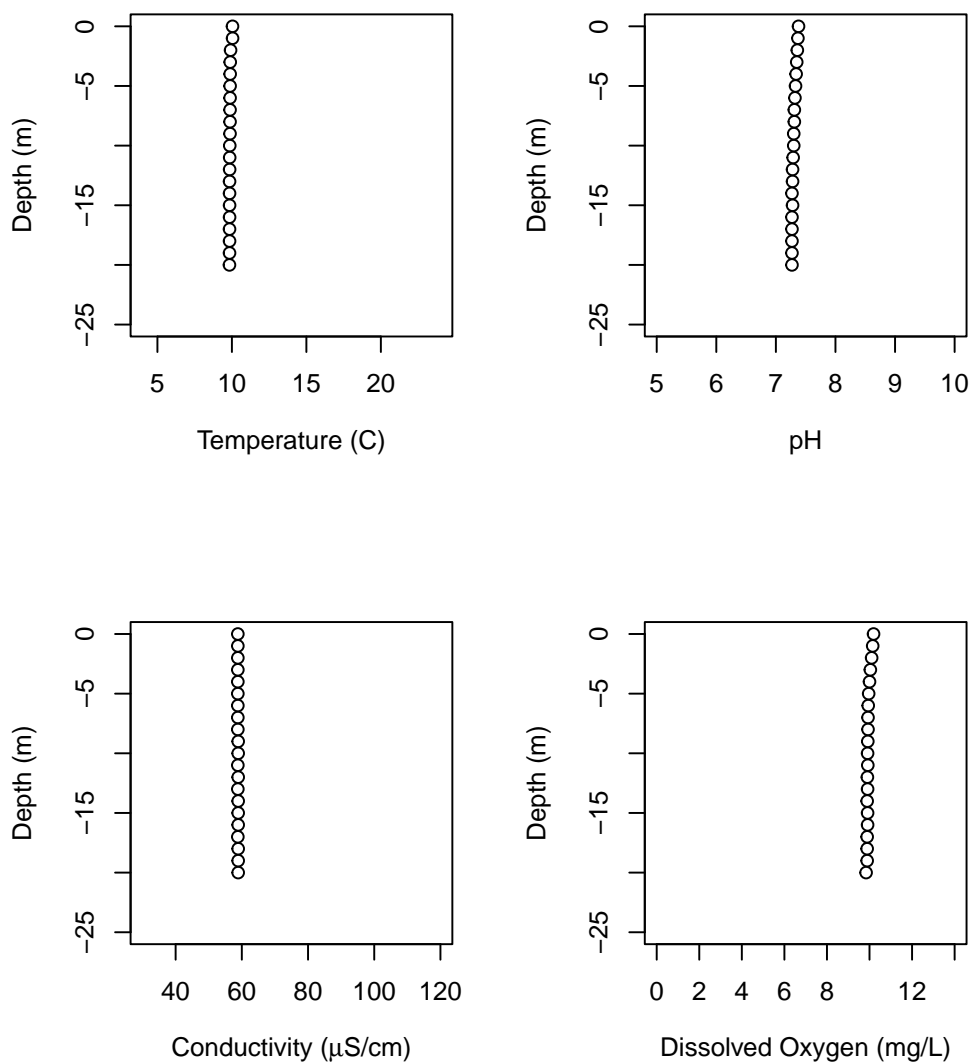 0
−5
−15
−25
Depth (m)
5 10 15 20
Temperature (C)
0
−5
−15
−25
Depth (m)
5 6 7 8 9 10
pH
0
−5
−15
−25
Depth (m)
40 60 80 100 120
Conductivity (μS/cm)
0
−5
−15
−25
Depth (m)
0 2 4 6 8 12
Dissolved Oxygen (mg/L)